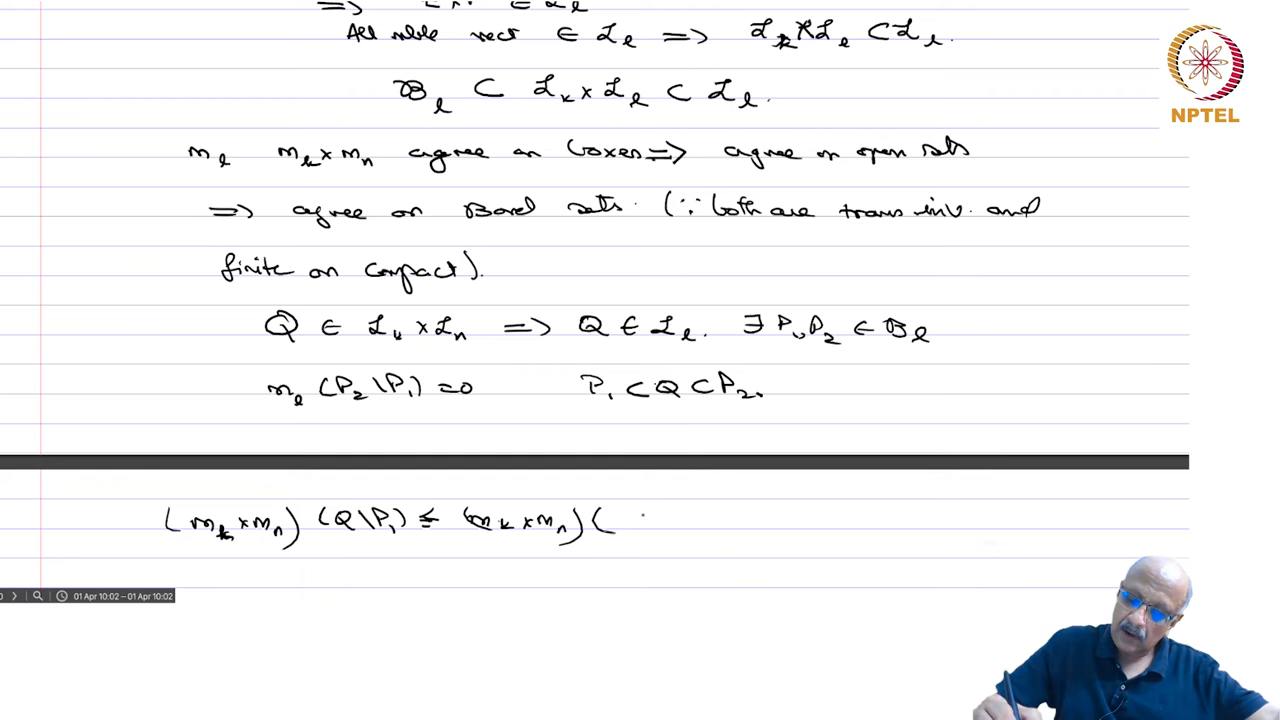 ⟹ ∈ 𝓛_l
All mble rect ∈ 𝓛_l ⟹ 𝓛_k × 𝓛_l ⊂ 𝓛_l.
𝓑_l ⊂ 𝓛_k × 𝓛_l ⊂ 𝓛_l.
m_l m_k × m_n agree on boxes ⟹ agree on open sets
⟹ agree on Borel sets. (∵ both are trans. inv. and
finite on compact).
Q ∈ 𝓛_k × 𝓛_n ⟹ Q ∈ 𝓛_l. ∃ P_1, P_2 ∈ 𝓑_l
m_l (P_2 \ P_1) = 0 P_1 ⊂ Q ⊂ P_2.
(m_k × m_n) (Q \ P_1) ≤ (m_k × m_n) (
01 Apr 10:02 – 01 Apr 10:02
NPTEL